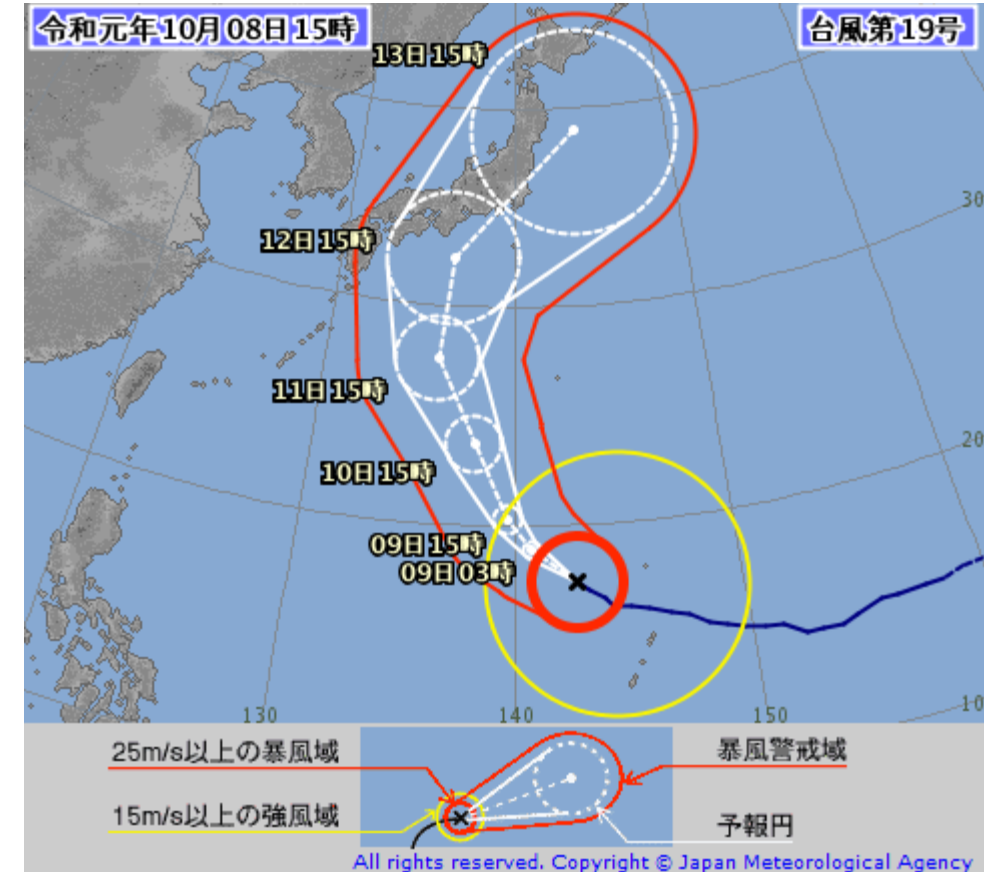 令和元年10月08日15時
台風第19号
13日15時
30
12日15時
11日15時
20
10日15時
09日15時
09日03時
130
140
150
10
25m/s以上の暴風域
暴風警戒域
15m/s以上の強風域
予報円
All rights reserved. Copyright © Japan Meteorological Agency